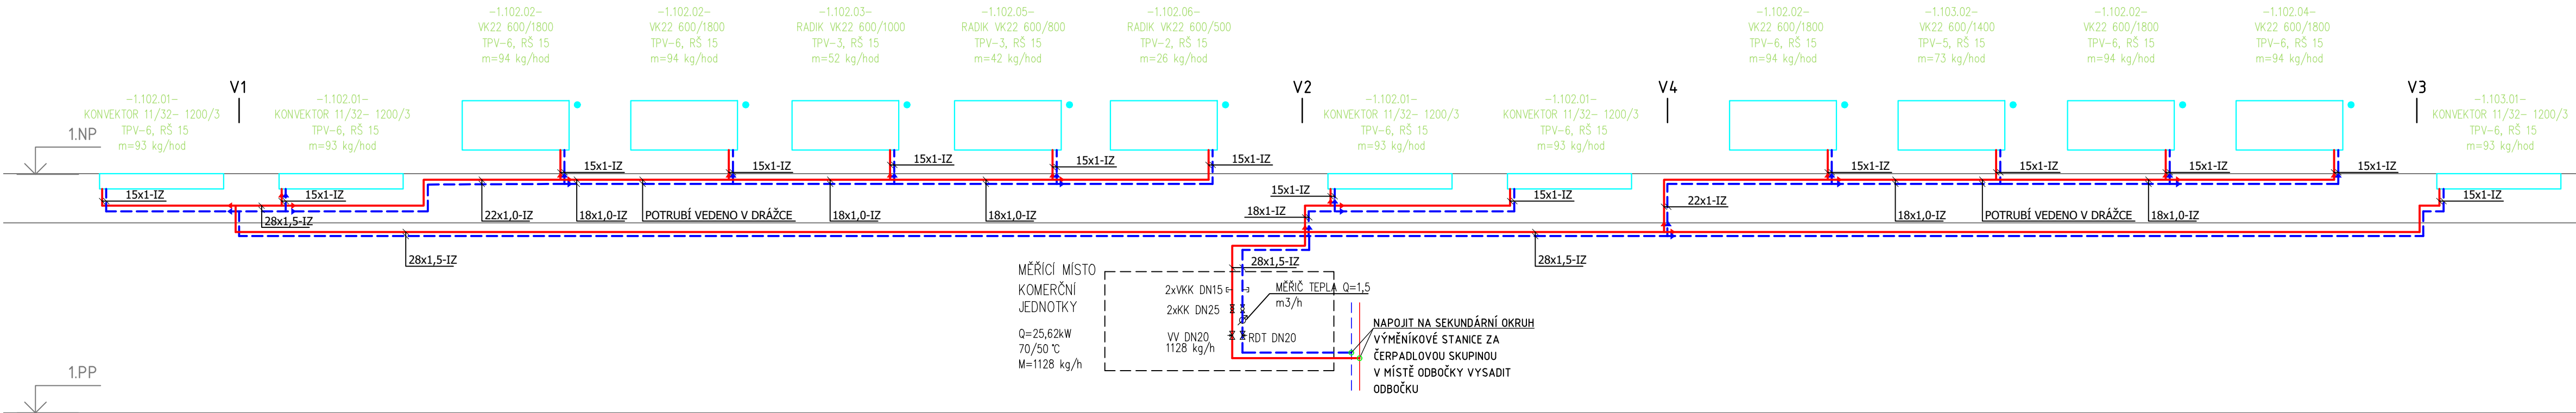 -1.102.02-
VK22 600/1800
TPV-6, RŠ 15
m=94 kg/hod
-1.102.02-
VK22 600/1800
TPV-6, RŠ 15
m=94 kg/hod
-1.102.03-
RADIK VK22 600/1000
TPV-3, RŠ 15
m=52 kg/hod
-1.102.05-
RADIK VK22 600/800
TPV-3, RŠ 15
m=42 kg/hod
-1.102.06-
RADIK VK22 600/500
TPV-2, RŠ 15
m=26 kg/hod
-1.102.02-
VK22 600/1800
TPV-6, RŠ 15
m=94 kg/hod
-1.103.02-
VK22 600/1400
TPV-5, RŠ 15
m=73 kg/hod
-1.102.02-
VK22 600/1800
TPV-6, RŠ 15
m=94 kg/hod
-1.102.04-
VK22 600/1800
TPV-6, RŠ 15
m=94 kg/hod
V1
V2
V4
V3
-1.102.01-
KONVEKTOR 11/32- 1200/3
TPV-6, RŠ 15
m=93 kg/hod
-1.102.01-
KONVEKTOR 11/32- 1200/3
TPV-6, RŠ 15
m=93 kg/hod
-1.102.01-
KONVEKTOR 11/32- 1200/3
TPV-6, RŠ 15
m=93 kg/hod
-1.102.01-
KONVEKTOR 11/32- 1200/3
TPV-6, RŠ 15
m=93 kg/hod
-1.103.01-
KONVEKTOR 11/32- 1200/3
TPV-6, RŠ 15
m=93 kg/hod
1.NP
15x1-IZ
15x1-IZ
15x1-IZ
15x1-IZ
15x1-IZ
15x1-IZ
15x1-IZ
15x1-IZ
15x1-IZ
15x1-IZ
15x1-IZ
15x1-IZ
15x1-IZ
15x1-IZ
28x1,5-IZ
22x1,0-IZ
18x1,0-IZ
POTRUBÍ VEDENO V DRÁŽCE
18x1,0-IZ
18x1,0-IZ
18x1-IZ
22x1-IZ
18x1,0-IZ
POTRUBÍ VEDENO V DRÁŽCE
18x1,0-IZ
28x1,5-IZ
28x1,5-IZ
28x1,5-IZ
MĚŘÍCÍ MÍSTO
KOMERČNÍ
JEDNOTKY
Q=25,62kW
70/50 °C
M=1128 kg/h
2xVKK DN15
2xKK DN25
VV DN20
1128 kg/h
RDT DN20
MĚŘIČ TEPLA Q=1,5
m3/h
NAPOJIT NA SEKUNDÁRNÍ OKRUH
VÝMĚNÍKOVÉ STANICE ZA
ČERPADLOVOU SKUPINOU
V MÍSTĚ ODBOČKY VYSADIT
ODBOČKU
1.PP